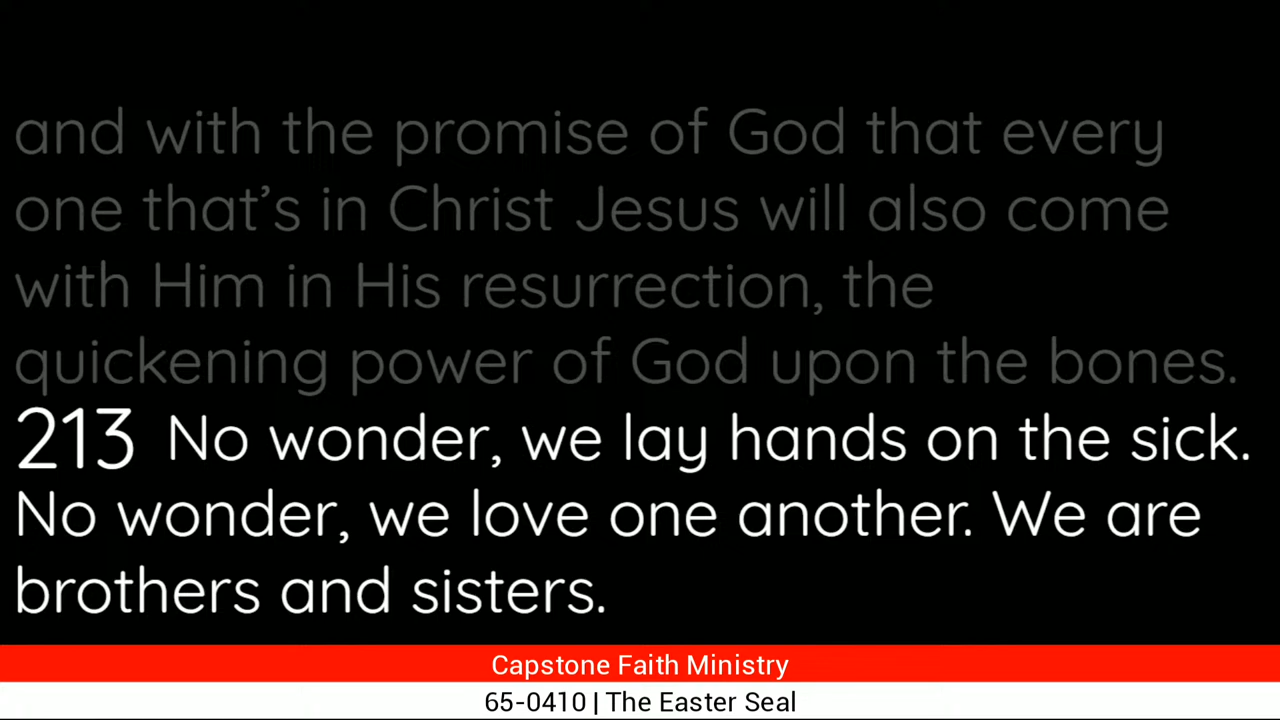 and with the promise of God that every
one that’s in Christ Jesus will also come
with Him in His resurrection, the
quickening power of God upon the bones.
213 No wonder, we lay hands on the sick.
No wonder, we love one another. We are
brothers and sisters.
Capstone Faith Ministry
65-0410 | The Easter Seal